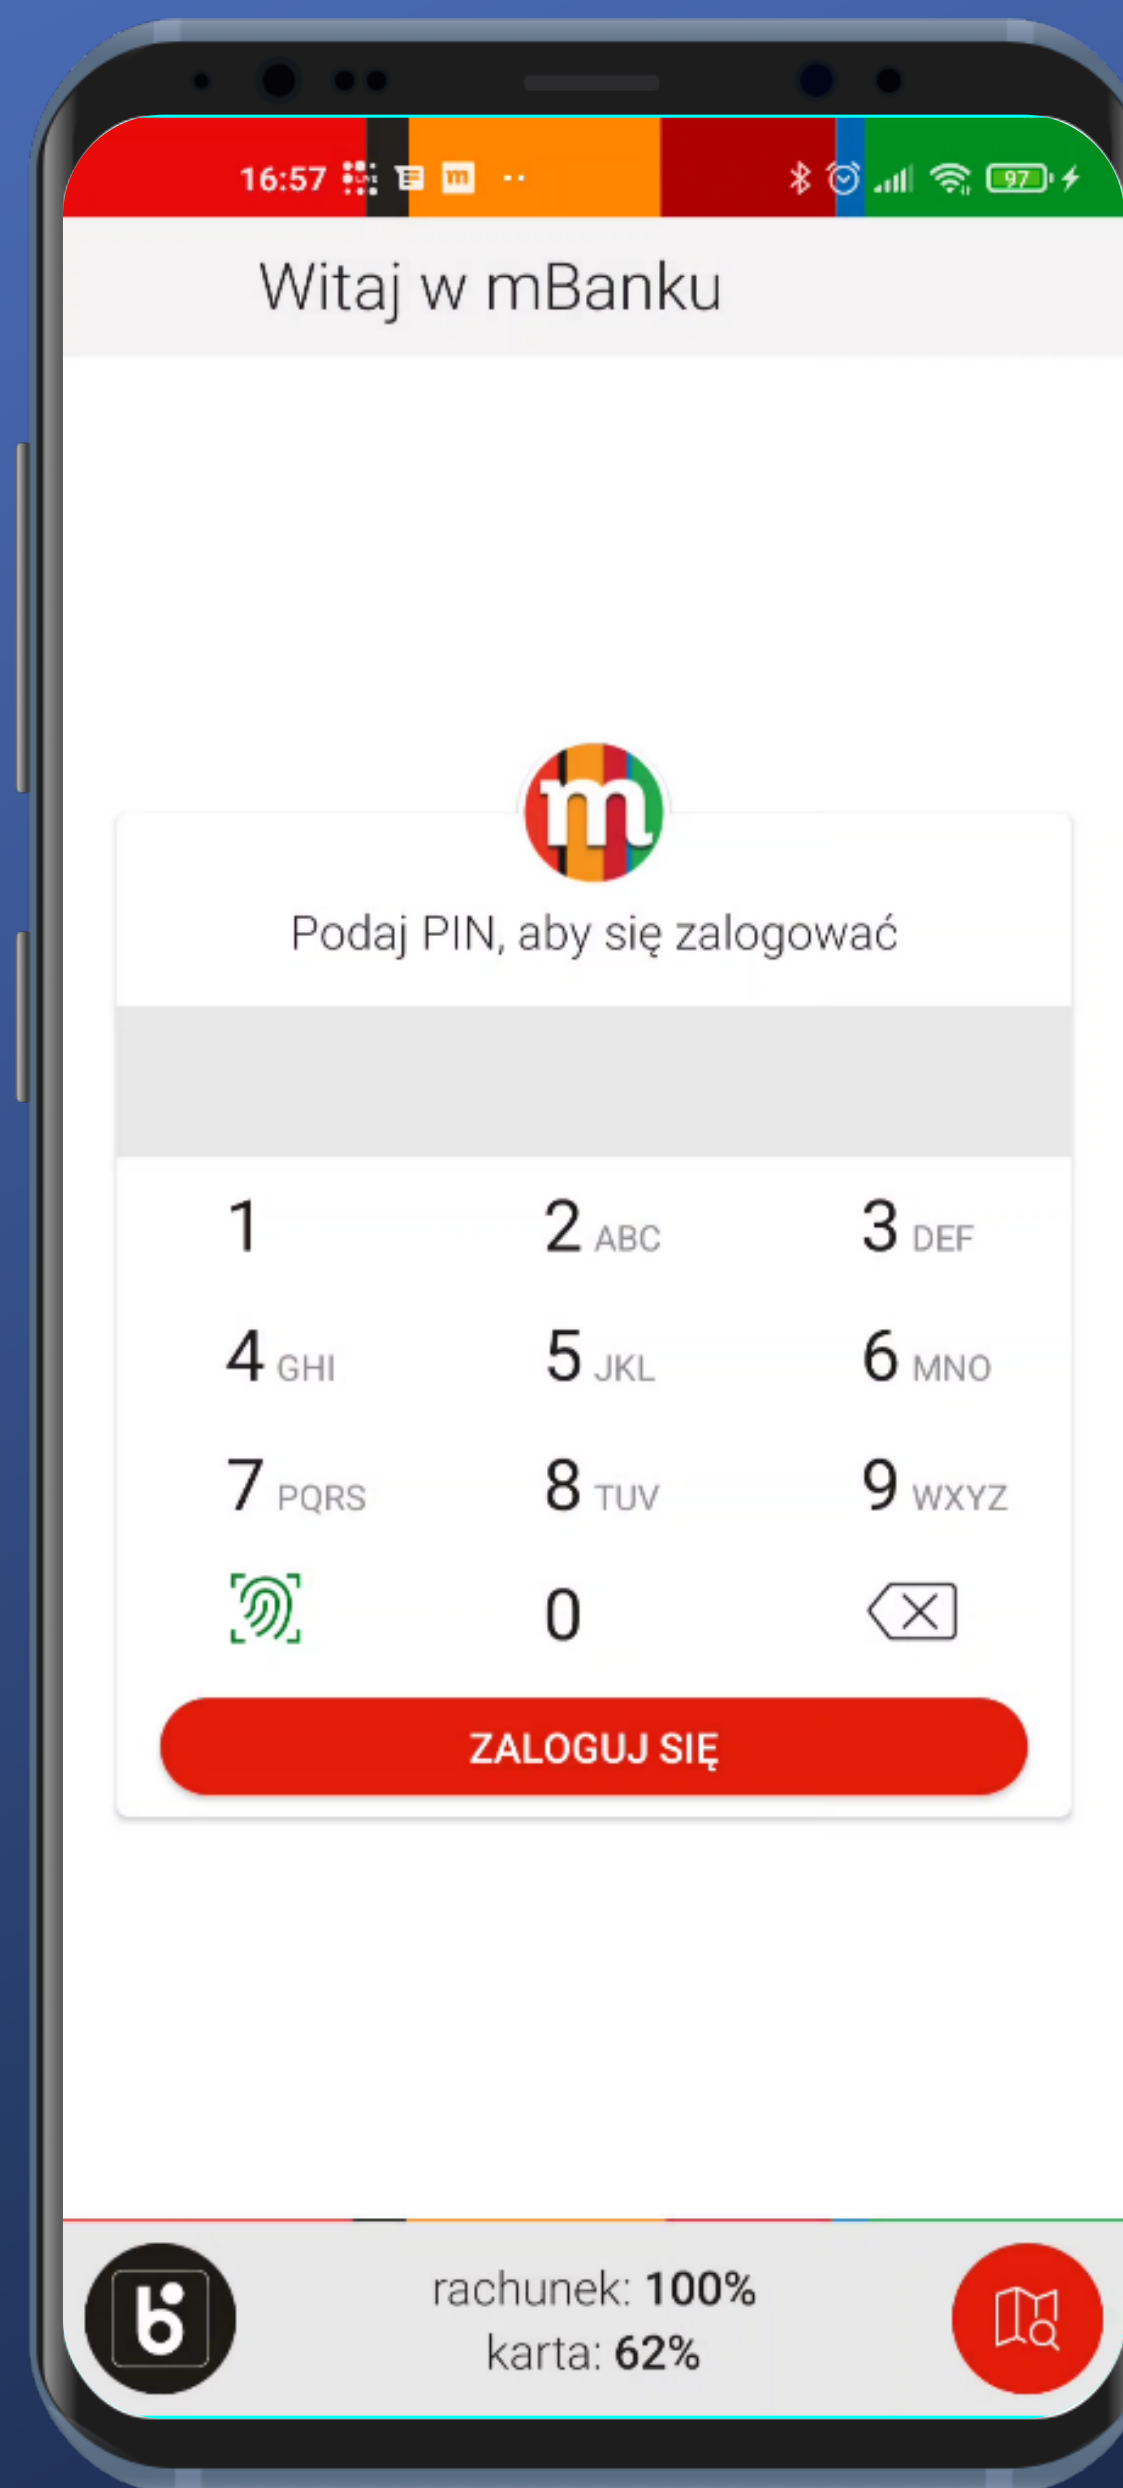 16:57
97
Witaj w mBanku
m
Podaj PIN, aby się zalogować
1
2 ABC
3 DEF
4 GHI
5 JKL
6 MNO
7 PQRS
8 TUV
9 WXYZ
0
ZALOGUJ SIĘ
rachunek: 100%
karta: 62%